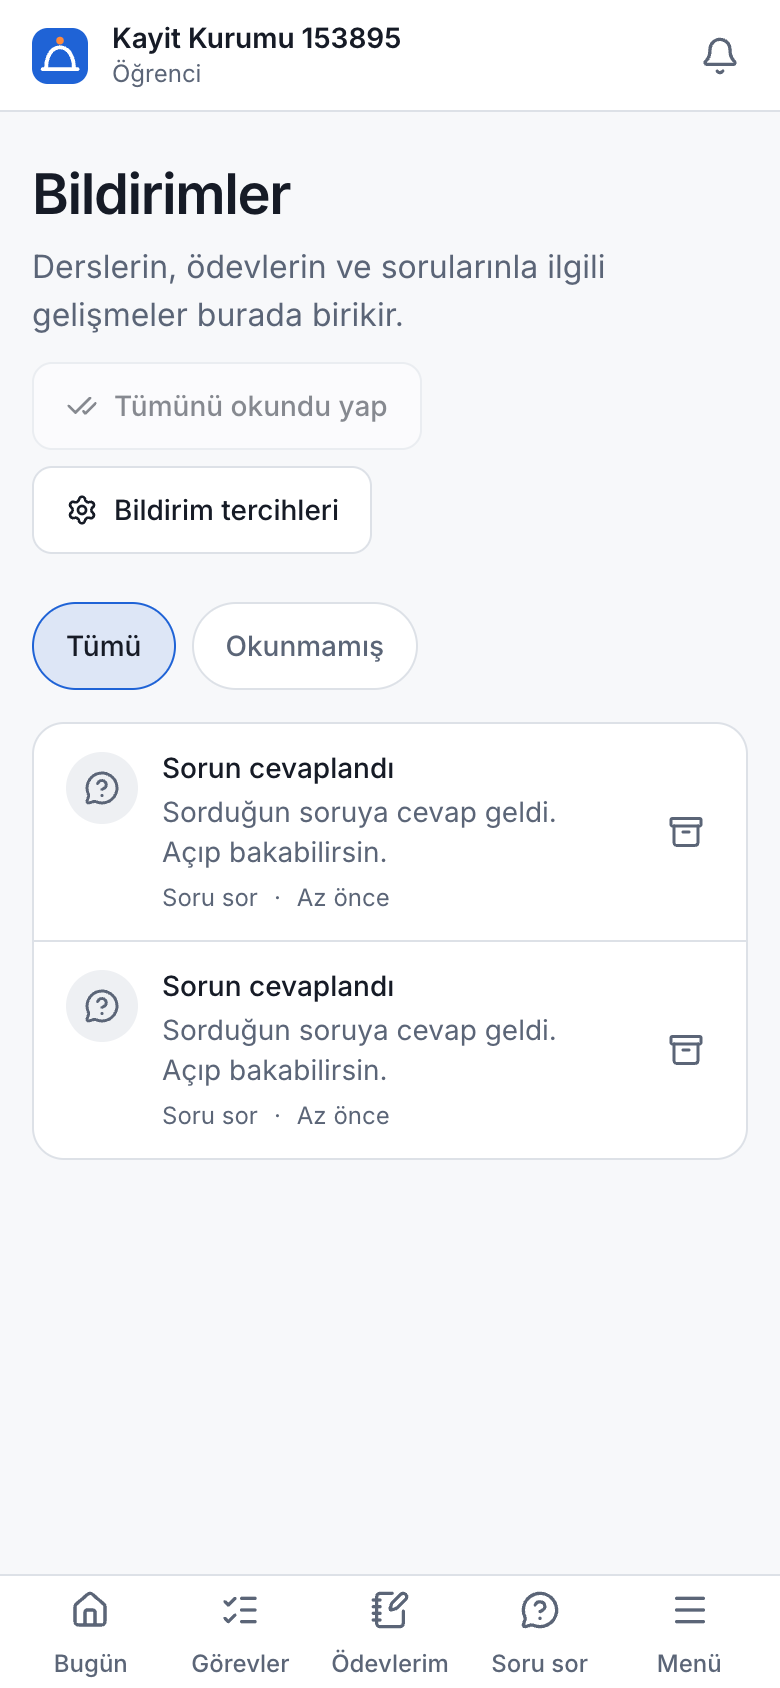 Kayit Kurumu 153895
Öğrenci
Bildirimler
Derslerin, ödevlerin ve sorularınla ilgili
gelişmeler burada birikir.
Tümünü okundu yap
Bildirim tercihleri
Tümü
Okunmamış
Sorun cevaplandı
Sorduğun soruya cevap geldi.
Açıp bakabilirsin.
Soru sor · Az önce
Sorun cevaplandı
Sorduğun soruya cevap geldi.
Açıp bakabilirsin.
Soru sor · Az önce
Bugün
Görevler
Ödevlerim
Soru sor
Menü